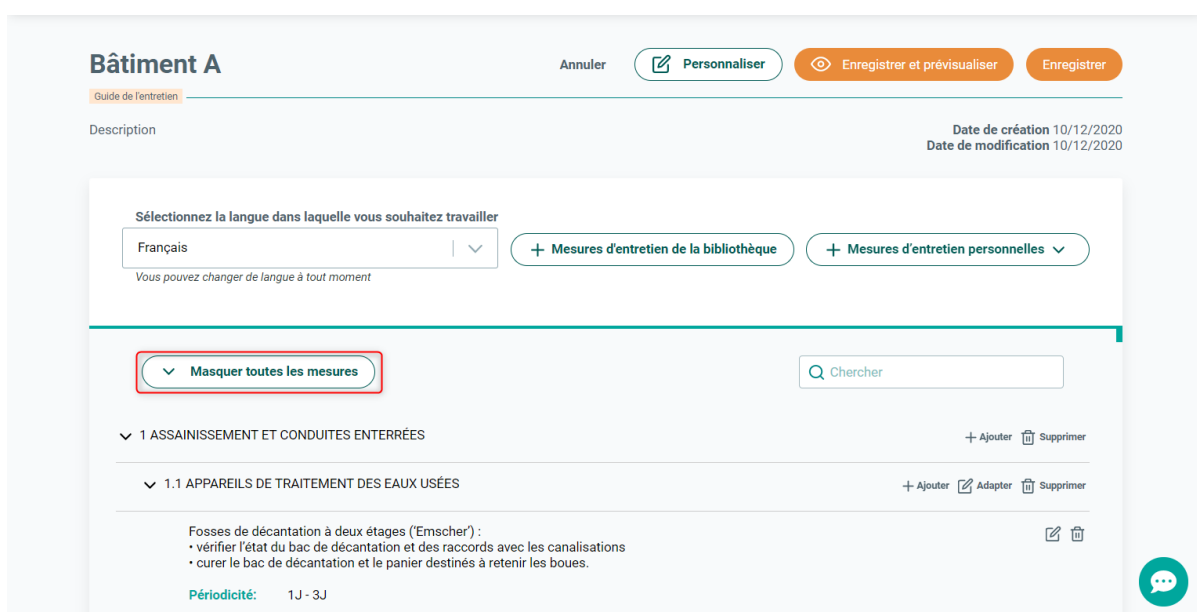 Bâtiment A
Annuler
Personnaliser
Enregistrer et prévisualiser
Enregistrer
Guide de l'entretien
Description
Date de création 10/12/2020
Date de modification 10/12/2020
Sélectionnez la langue dans laquelle vous souhaitez travailler
Français
Mesures d'entretien de la bibliothèque
Mesures d'entretien personnelles
Vous pouvez changer de langue à tout moment
Masquer toutes les mesures
Chercher
1 ASSAINISSEMENT ET CONDUITES ENTERRÉES
Ajouter Supprimer
1.1 APPAREILS DE TRAITEMENT DES EAUX USÉES
Ajouter Adapter Supprimer
Fosses de décantation à deux étages ('Emscher') :
• vérifier l'état du bac de décantation et des raccords avec les canalisations
• curer le bac de décantation et le panier destinés à retenir les boues.
Périodicité: 1J - 3J